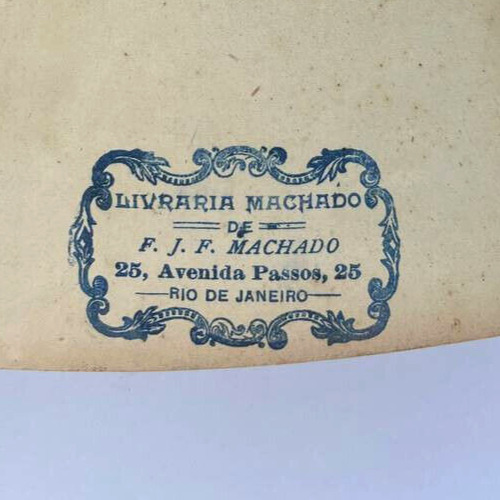 LIVRARIA MACHADO
DE
F. J. F. MACHADO
25, Avenida Passos, 25
RIO DE JANEIRO